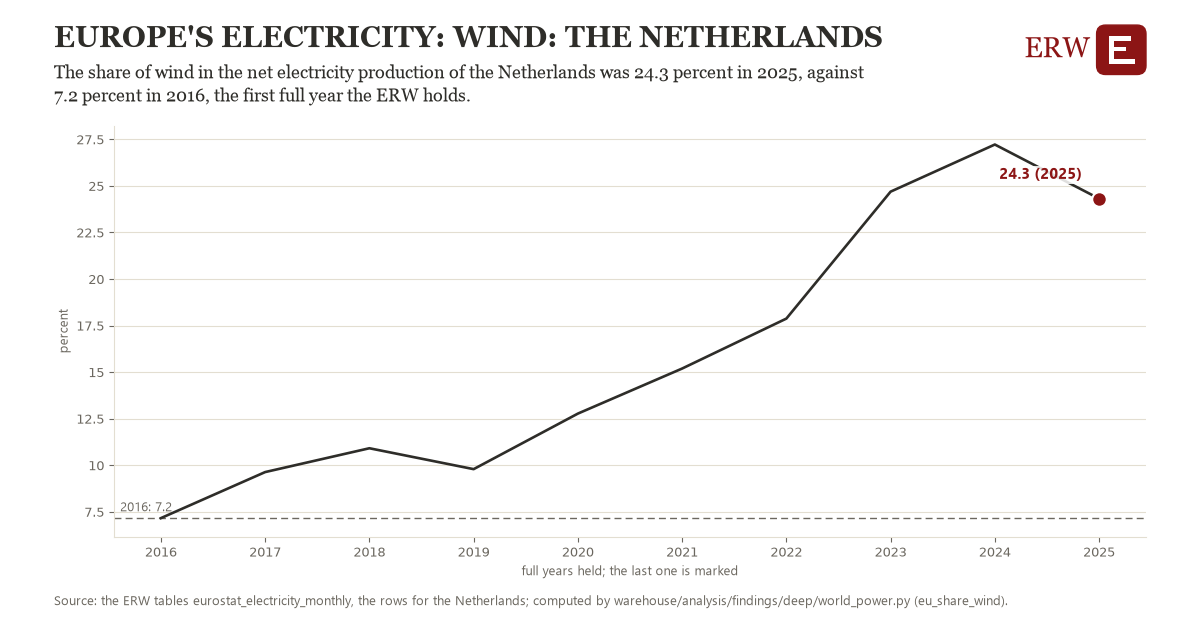 EUROPE'S ELECTRICITY: WIND: THE NETHERLANDS
ERW E
The share of wind in the net electricity production of the Netherlands was 24.3 percent in 2025, against
7.2 percent in 2016, the first full year the ERW holds.
27.5
25
22.5
20
17.5
15
12.5
10
7.5
percent
24.3 (2025)
2016: 7.2
2016 2017 2018 2019 2020 2021 2022 2023 2024 2025
full years held; the last one is marked
Source: the ERW tables eurostat_electricity_monthly, the rows for the Netherlands; computed by warehouse/analysis/findings/deep/world_power.py (eu_share_wind).